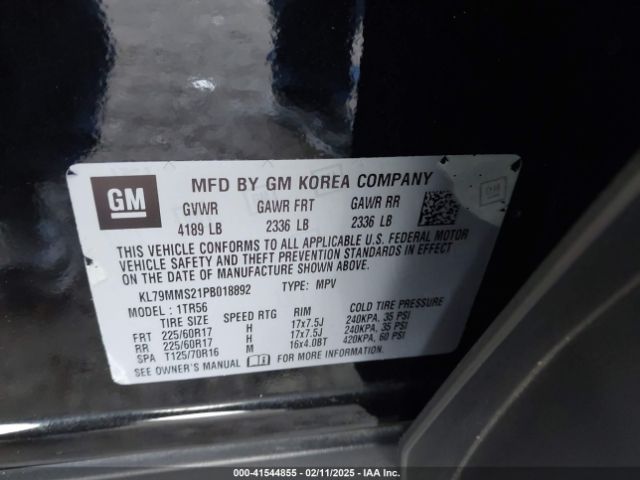 GM
MFD BY GM KOREA COMPANY
GVWR GAWR FRT GAWR RR
4189 LB 2336 LB 2336 LB
THIS VEHICLE CONFORMS TO ALL APPLICABLE U.S. FEDERAL MOTOR
VEHICLE SAFETY AND THEFT PREVENTION STANDARDS IN EFFECT
ON THE DATE OF MANUFACTURE SHOWN ABOVE.
KL79MMS21PB018892 TYPE: MPV
MODEL: 1TR56
SPEED RTG RIM COLD TIRE PRESSURE
FRT 225/60R17 H 17x7.5J 240KPA, 35 PSI
RR 225/60R17 H 17x7.5J 240KPA, 35 PSI
SPA T125/70R16 M 16x4.0BT 420KPA, 60 PSI
SEE OWNER'S MANUAL FOR MORE INFORMATION.
000-41544855 - 02/11/2025 - IAA Inc.